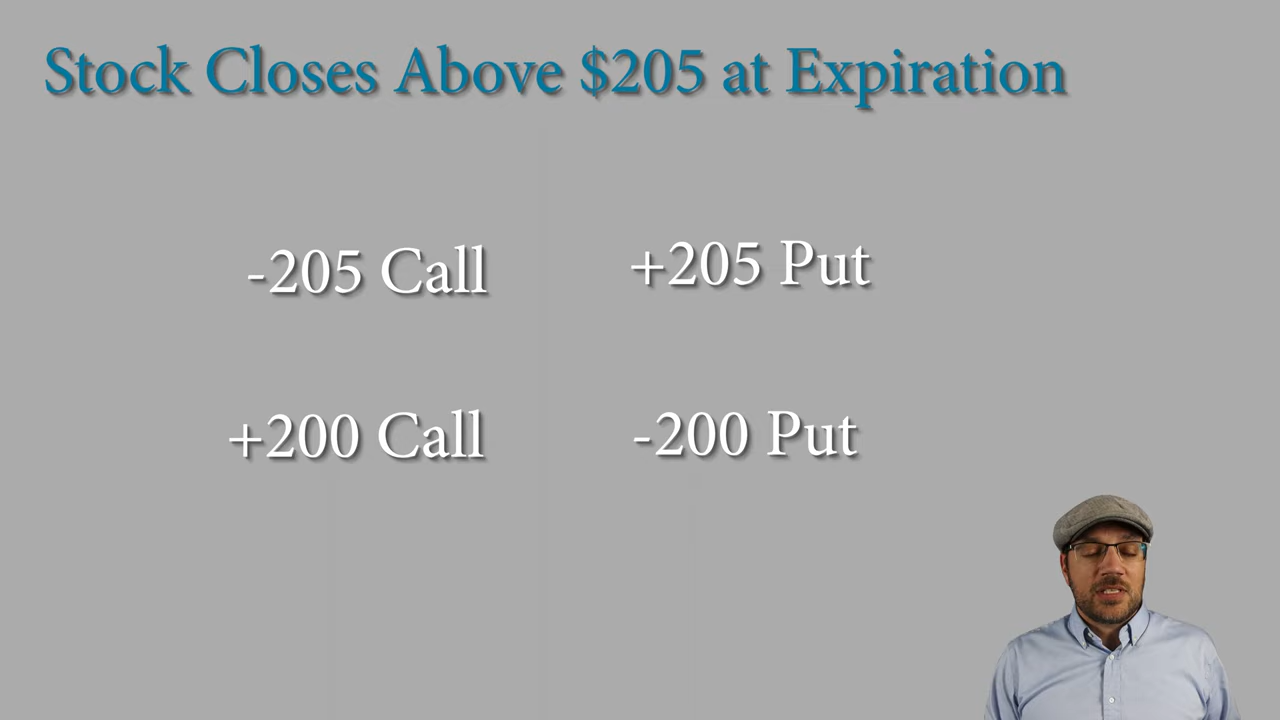 Stock Closes Above $205 at Expiration
-205 Call +205 Put
+200 Call -200 Put